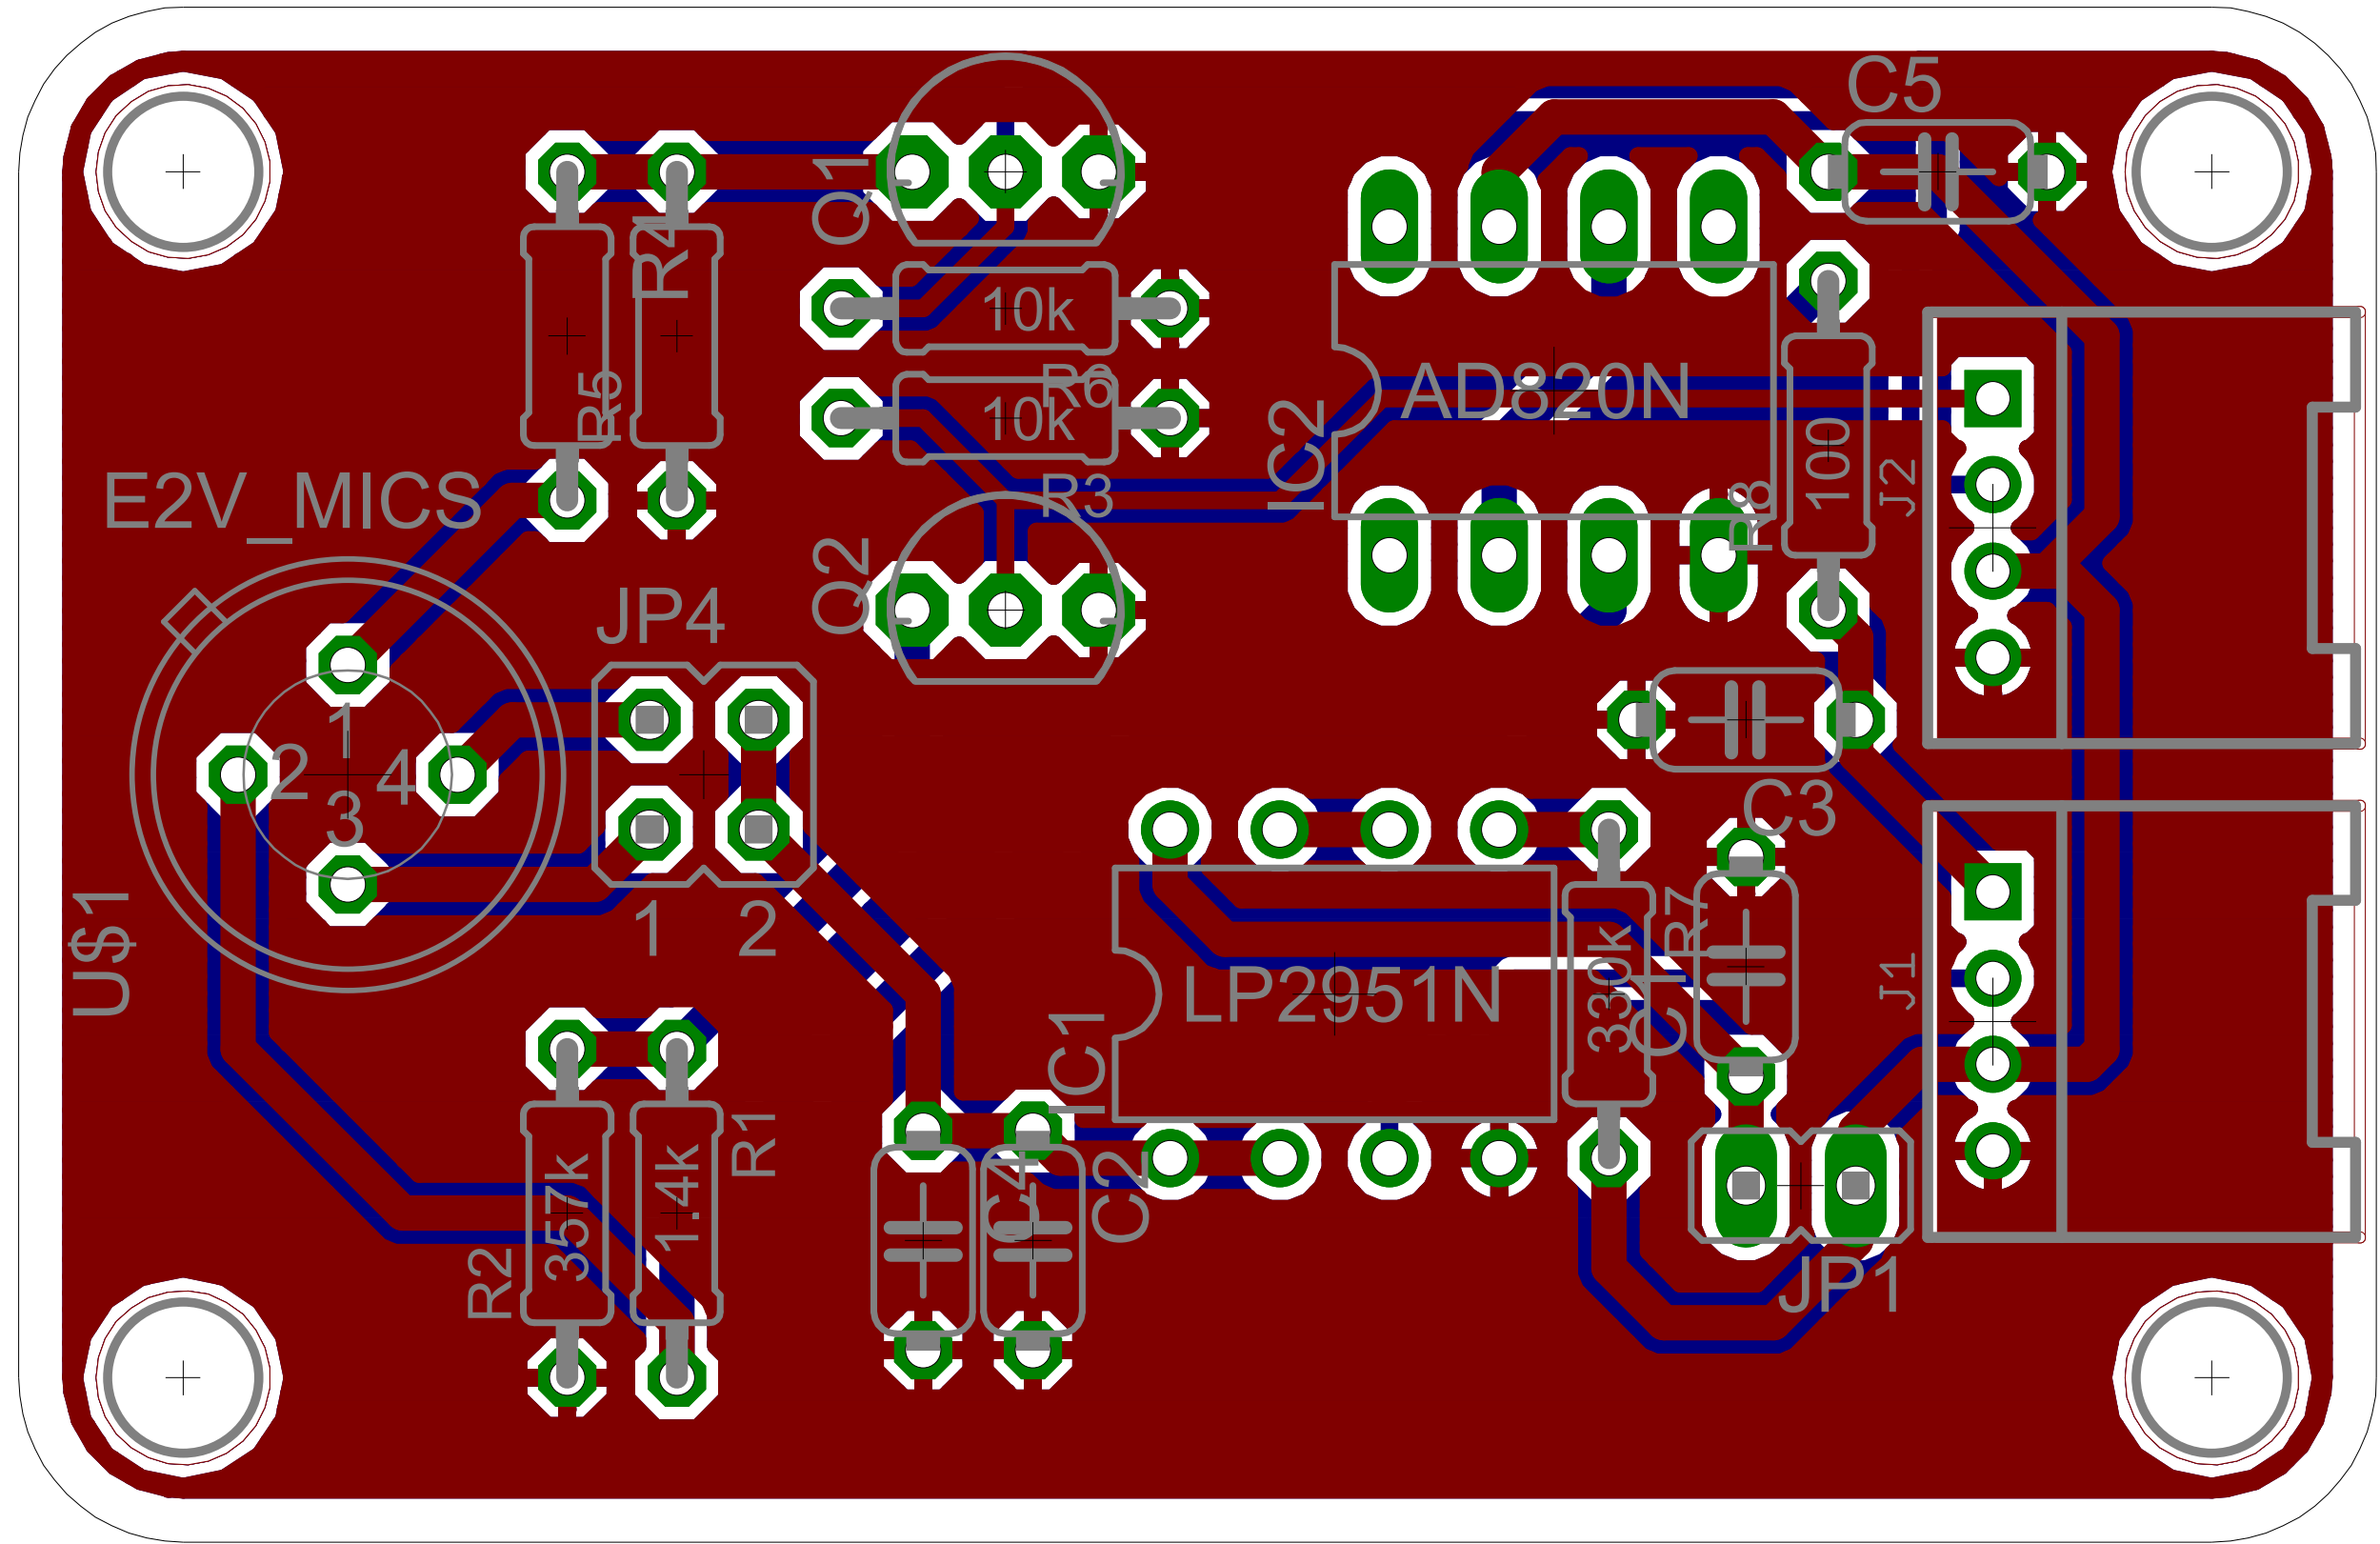 C5
Q1
R4
10k
R6
AD820N
IC2
R5
10k
R3
100
R8
J2
E2V_MICS
Q2
JP4
1
2
4
3
C3
U$1
1
2
R7
LP2951N
330k
C1
J1
IC1
R1
357k
1.4k
C4
C2
R2
JP1